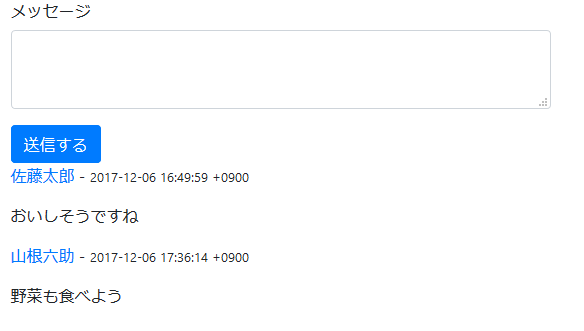 メッセージ
送信する
佐藤太郎 - 2017-12-06 16:49:59 +0900
おいしそうですね
山根六助 - 2017-12-06 17:36:14 +0900
野菜も食べよう